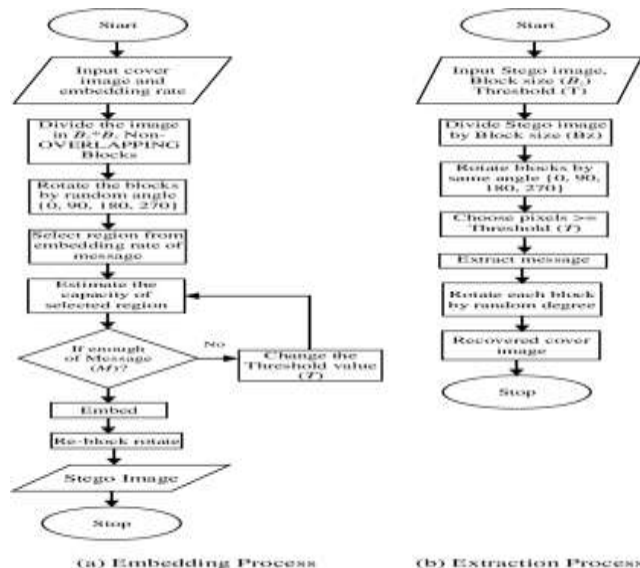 Start
Input cover
image and
embedding rate
Divide the image
in Bz*Bz Non-
OVERLAPPING
Blocks
Rotate the blocks
by random angle
{0, 90, 180, 270}
Select region from
embedding rate of
message
Estimate the
capacity of
selected region
If enough
of Message
(M)?
No
Change the
Threshold value
(T)
Embed
Re-block rotate
Stego Image
Stop
(a) Embedding Process
Start
Input Stego image,
Block size (Bz)
Threshold (T)
Divide Stego image
by Block size (Bz)
Rotate blocks by
same angle {0, 90,
180, 270}
Choose pixels >=
Threshold (T)
Extract message
Rotate each block
by random degree
Recovered cover
image
Stop
(b) Extraction Process